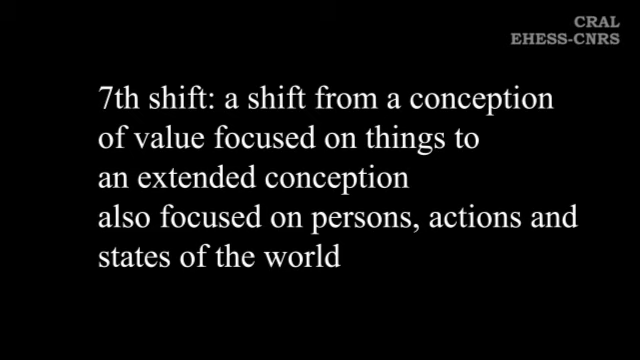 CRAL
EHESS-CNRS
7th shift: a shift from a conception
of value focused on things to
an extended conception
also focused on persons, actions and
states of the world